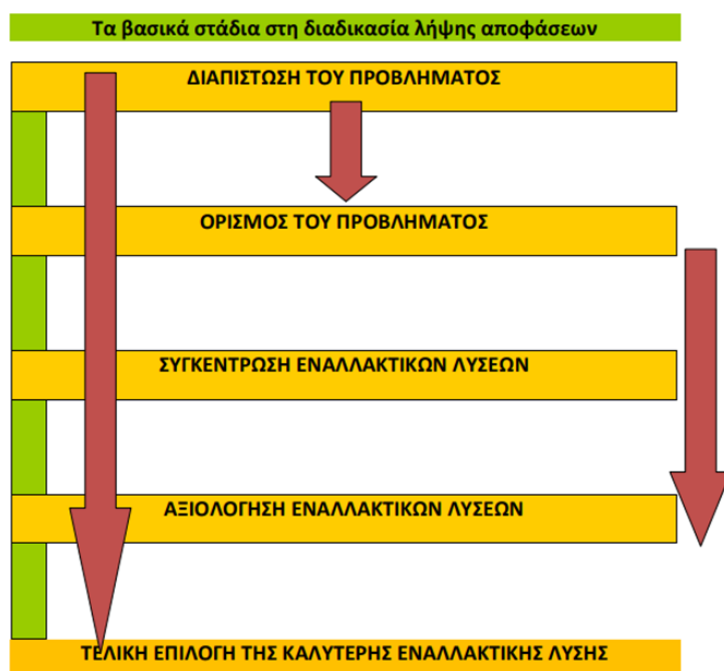 Τα βασικά στάδια στη διαδικασία λήψης αποφάσεων
ΔΙΑΠΙΣΤΩΣΗ ΤΟΥ ΠΡΟΒΛΗΜΑΤΟΣ
ΟΡΙΣΜΟΣ ΤΟΥ ΠΡΟΒΛΗΜΑΤΟΣ
ΣΥΓΚΕΝΤΡΩΣΗ ΕΝΑΛΛΑΚΤΙΚΩΝ ΛΥΣΕΩΝ
ΑΞΙΟΛΟΓΗΣΗ ΕΝΑΛΛΑΚΤΙΚΩΝ ΛΥΣΕΩΝ
ΤΕΛΙΚΗ ΕΠΙΛΟΓΗ ΤΗΣ ΚΑΛΥΤΕΡΗΣ ΕΝΑΛΛΑΚΤΙΚΗΣ ΛΥΣΗΣ